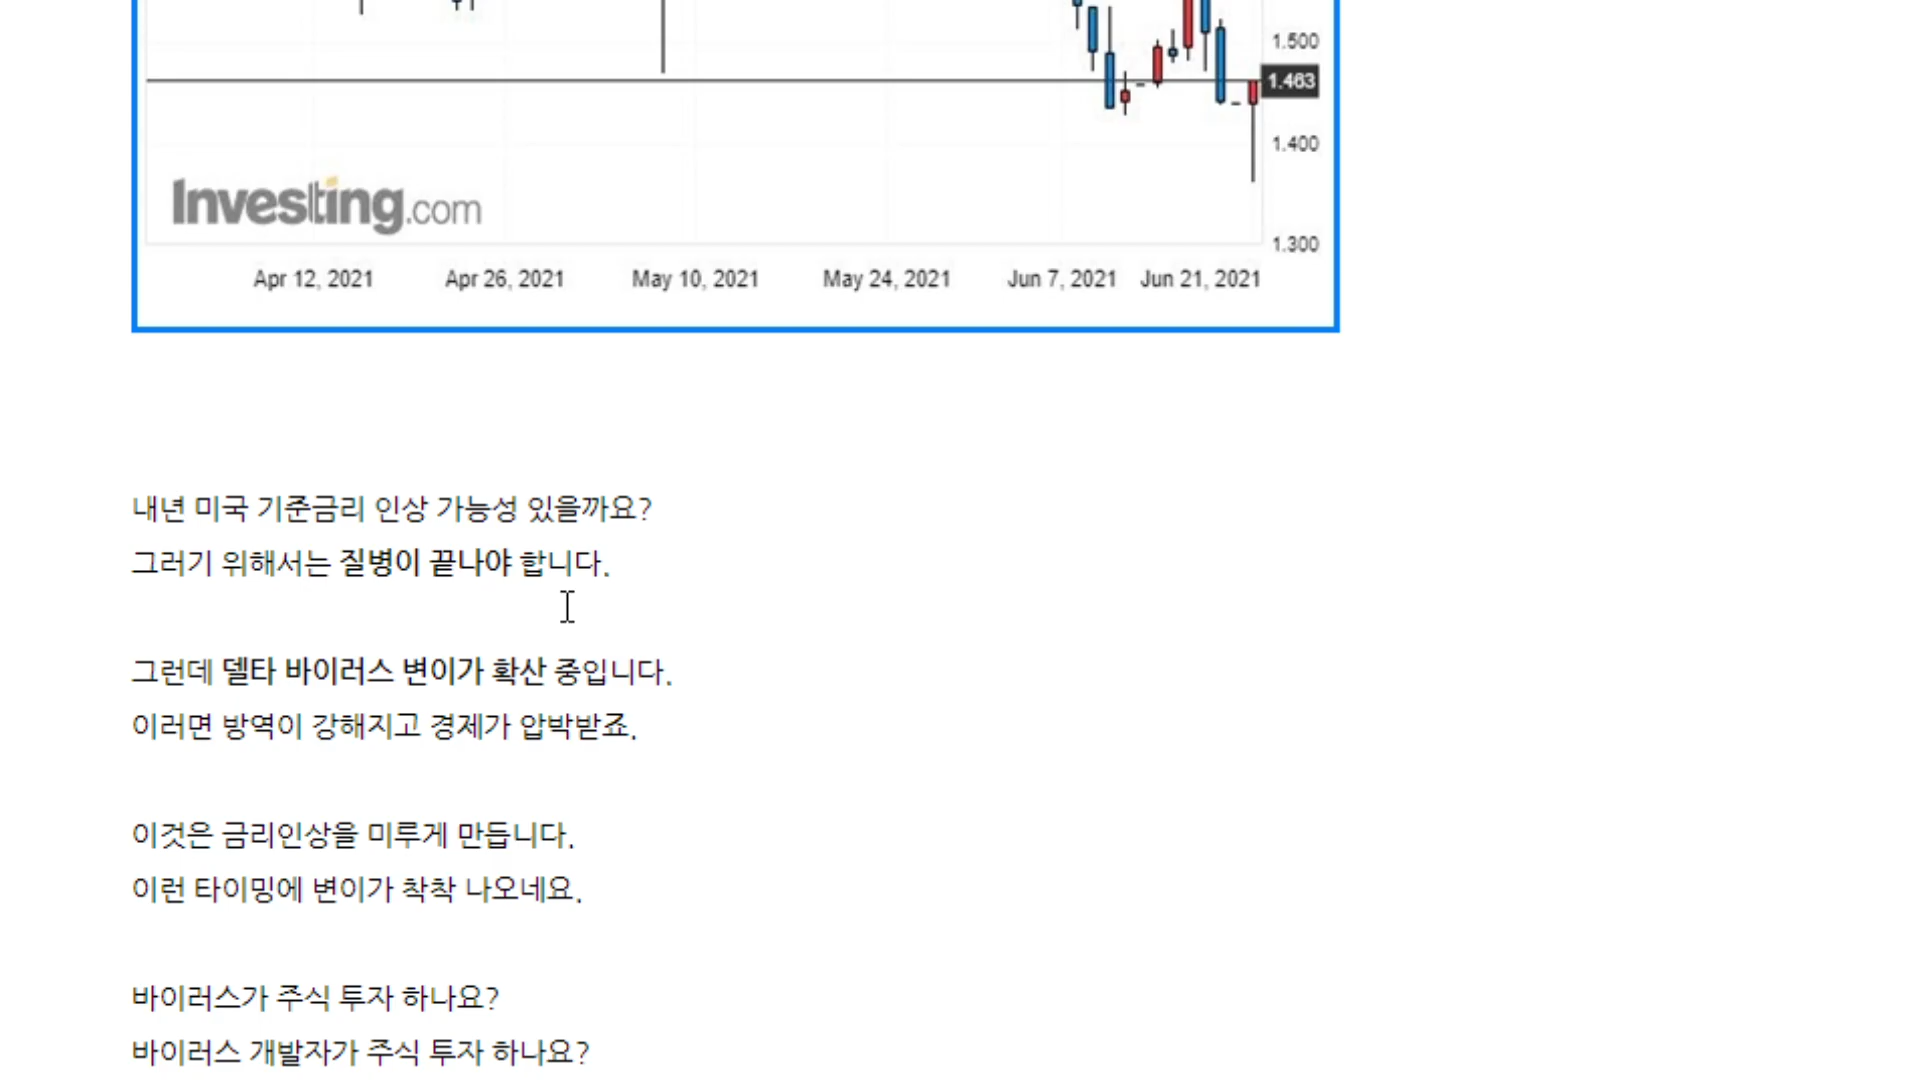 1.500
1.463
1.400
Investing.com
1.300
Apr 12, 2021 Apr 26, 2021 May 10, 2021 May 24, 2021 Jun 7, 2021 Jun 21, 2021
내년 미국 기준금리 인상 가능성 있을까요?
그러기 위해서는 질병이 끝나야 합니다.
그런데 델타 바이러스 변이가 확산 중입니다.
이러면 방역이 강해지고 경제가 압박받죠.
이것은 금리인상을 미루게 만듭니다.
이런 타이밍에 변이가 착착 나오네요.
바이러스가 주식 투자 하나요?
바이러스 개발자가 주식 투자 하나요?